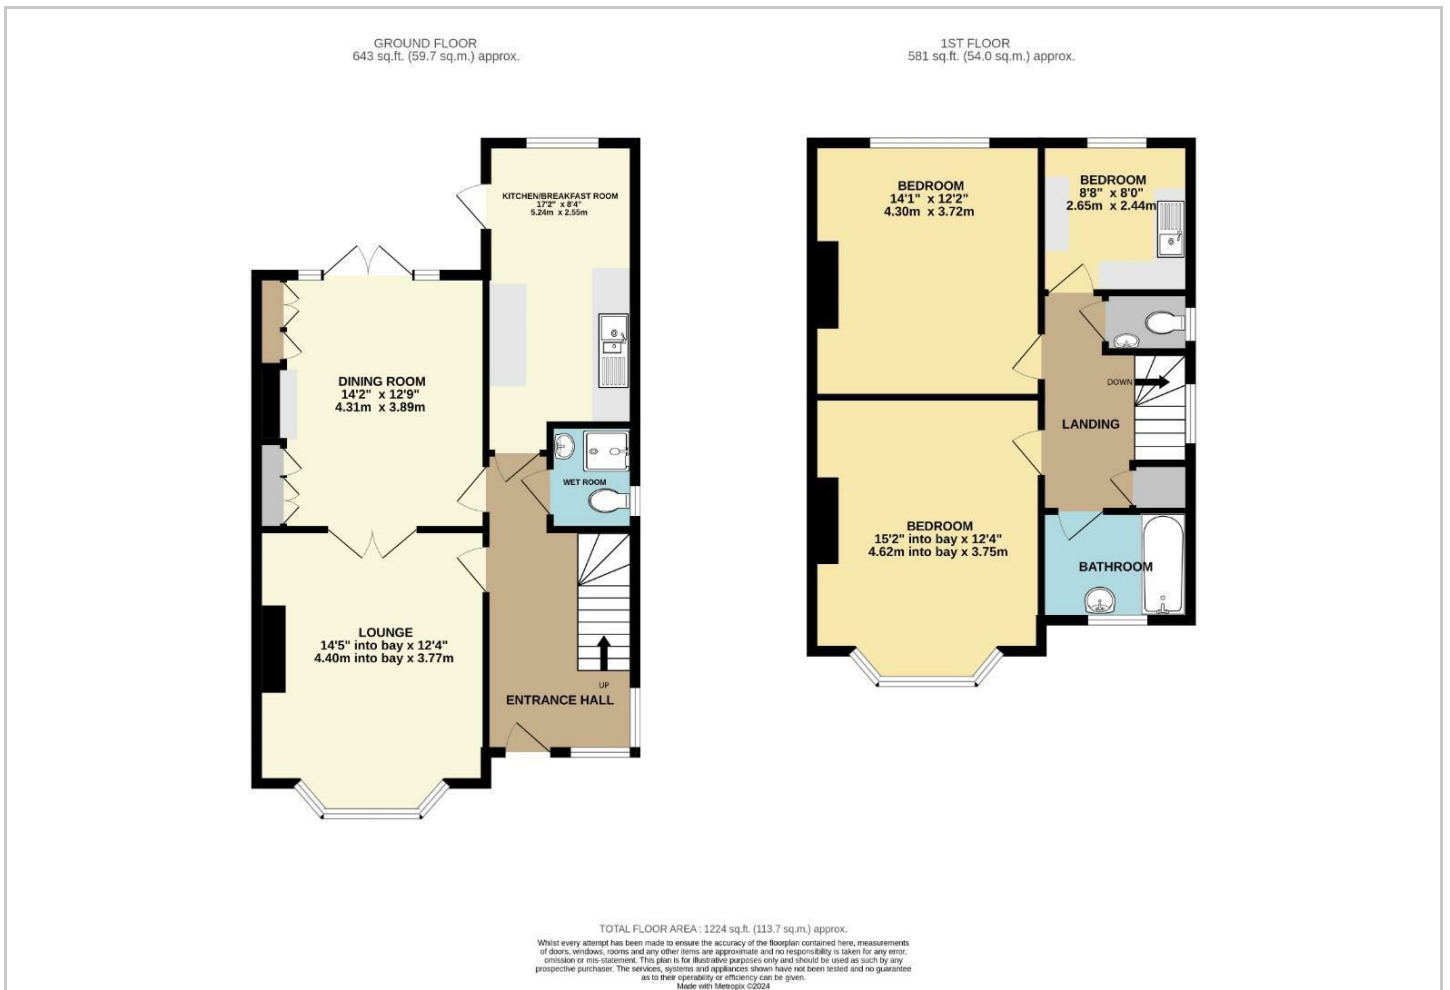 GROUND FLOOR
643 sq.ft. (59.7 sq.m.) approx.
KITCHEN/BREAKFAST ROOM
17'2" x 8'4"
5.24m x 2.55m
DINING ROOM
14'2" x 12'9"
4.31m x 3.89m
WET ROOM
LOUNGE
14'5" into bay x 12'4"
4.40m into bay x 3.77m
UP
ENTRANCE HALL
1ST FLOOR
581 sq.ft. (54.0 sq.m.) approx.
BEDROOM
14'1" x 12'2"
4.30m x 3.72m
BEDROOM
8'8" x 8'0"
2.65m x 2.44m
DOWN
LANDING
BEDROOM
15'2" into bay x 12'4"
4.62m into bay x 3.75m
BATHROOM
TOTAL FLOOR AREA : 1224 sq.ft. (113.7 sq.m.) approx.
Whilst every attempt has been made to ensure the accuracy of the floorplan contained here, measurements
of doors, windows, rooms and any other items are approximate and no responsibility is taken for any error,
omission or mis-statement. This plan is for illustrative purposes only and should be used as such by any
prospective purchaser. The services, systems and appliances shown have not been tested and no guarantee
as to their operability or efficiency can be given.
Made with Metropix ©2024